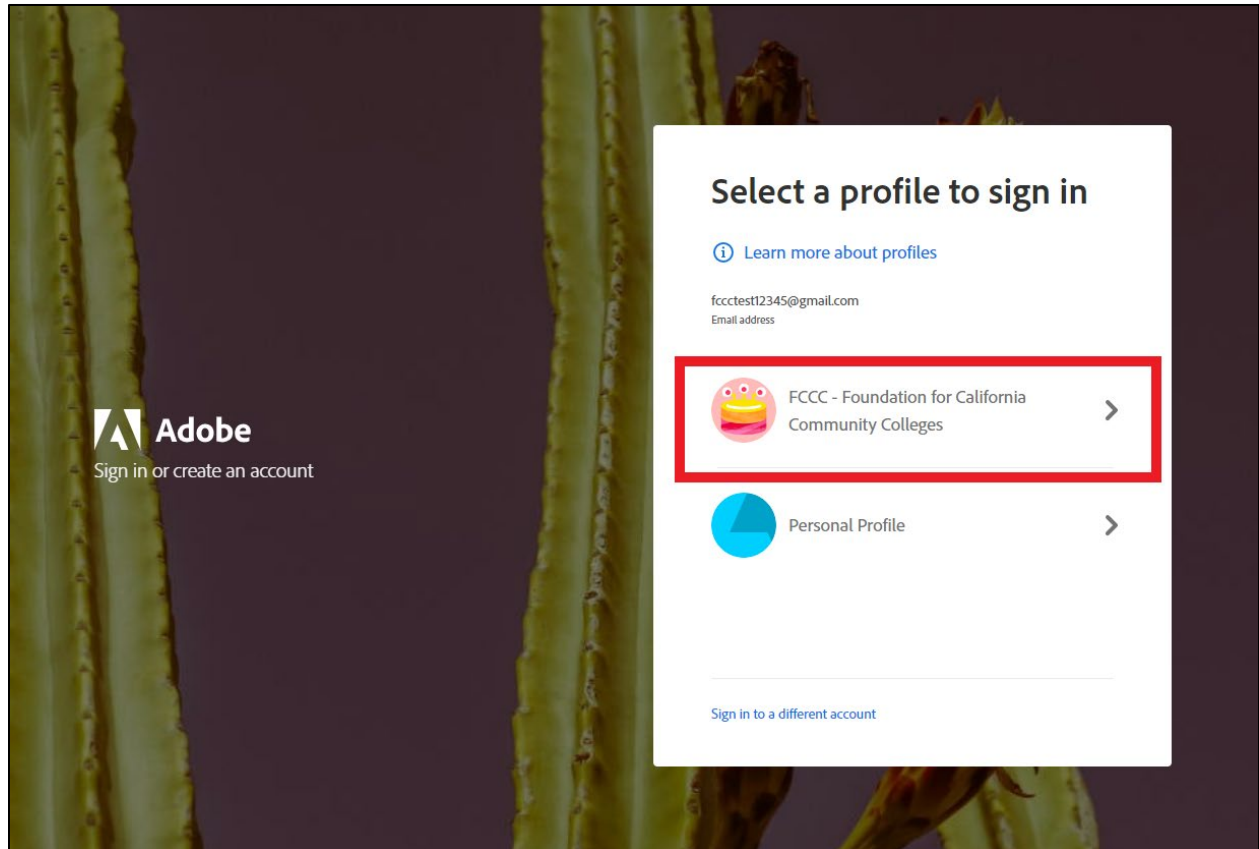 Adobe
Sign in or create an account
Select a profile to sign in
Learn more about profiles
fccctest12345@gmail.com
Email address
FCCC - Foundation for California
Community Colleges
Personal Profile
Sign in to a different account